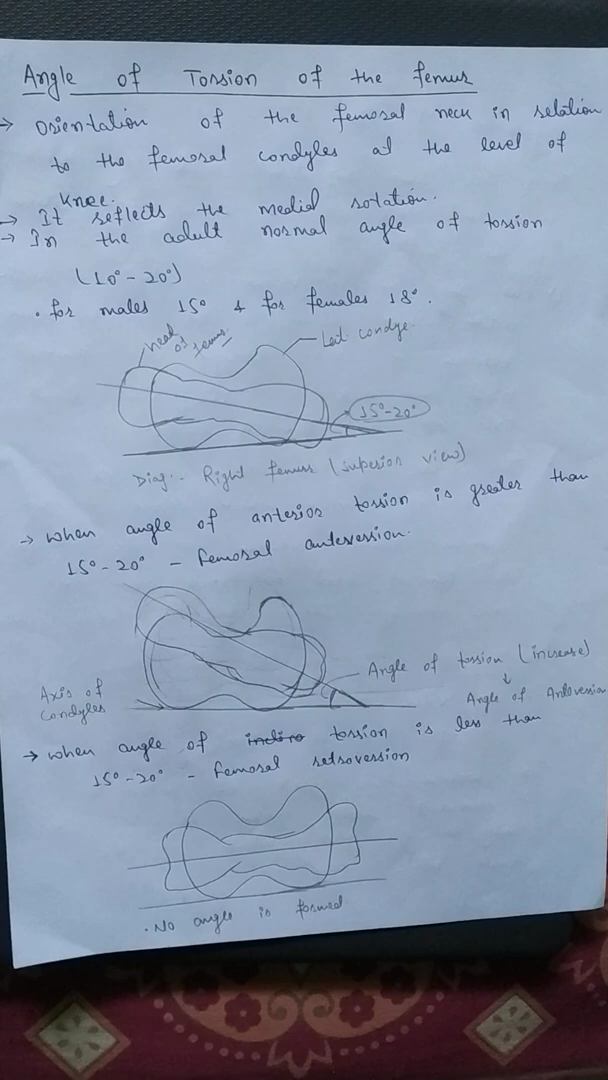 Angle of Torsion of the femur
→ Orientation of the femoral neck in relation
to the femoral condyles at the level of
knee.
→ It reflects the medial rotation.
→ In the adult normal angle of torsion
(10°-20°)
. for males 15° & for females 18°.
head of femur
Lat condyle
15°-20°
Diag:- Right femur (superior view)
→ when angle of anterior torsion is greater than
15°-20° - femoral anteversion.
Angle of torsion (increase)
↓
Angle of Anteversion
Axis of
condyles
→ when angle of torsion is less than
15°-20° - femoral retroversion
. No angle is formed